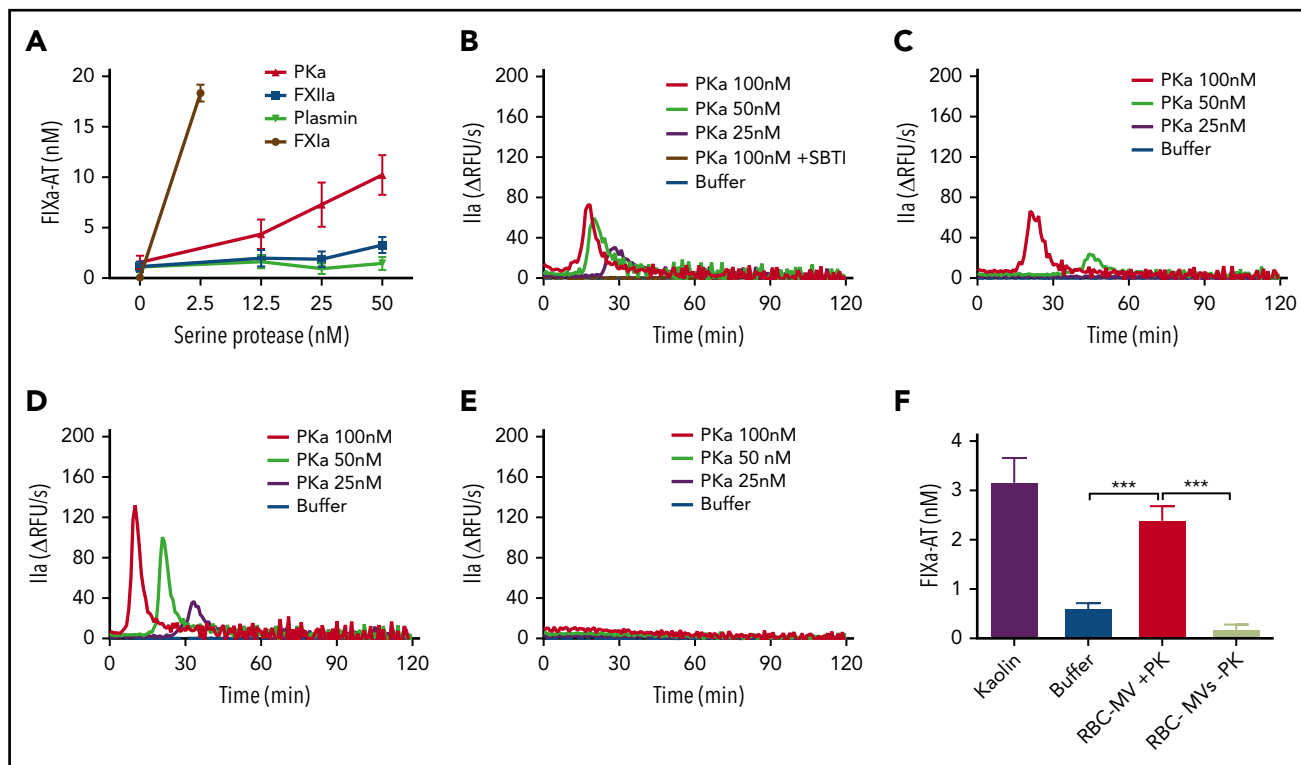 A
FIXa-AT (nM)
20
15
10
5
0
PKa
FXIIa
Plasmin
FXIa
0 2.5 12.5 25 50
Serine protease (nM)
B
IIa (ΔRFU/s)
200
160
120
80
40
0
PKa 100nM
PKa 50nM
PKa 25nM
PKa 100nM +SBTI
Buffer
0 30 60 90 120
Time (min)
C
IIa (ΔRFU/s)
200
160
120
80
40
0
PKa 100nM
PKa 50nM
PKa 25nM
Buffer
0 30 60 90 120
Time (min)
D
IIa (ΔRFU/s)
200
160
120
80
40
0
PKa 100nM
PKa 50nM
PKa 25nM
Buffer
0 30 60 90 120
Time (min)
E
IIa (ΔRFU/s)
200
160
120
80
40
0
PKa 100nM
PKa 50 nM
PKa 25nM
Buffer
0 30 60 90 120
Time (min)
F
FIXa-AT (nM)
4
3
2
1
0
*** ***
Kaolin
Buffer
RBC-MV +PK
RBC- MVs -PK